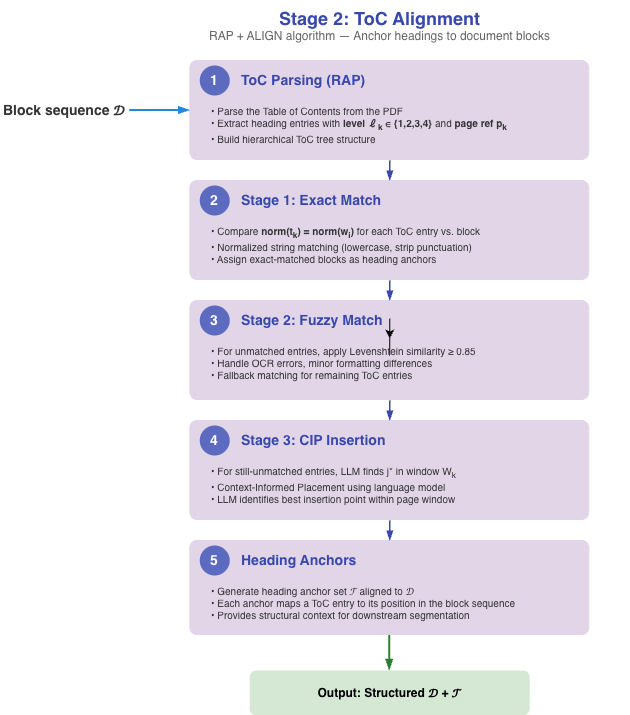 Stage 2: ToC Alignment
RAP + ALIGN algorithm — Anchor headings to document blocks
Block sequence 𝒟
1
ToC Parsing (RAP)
• Parse the Table of Contents from the PDF
• Extract heading entries with level ℓk ∈ {1,2,3,4} and page ref pk
• Build hierarchical ToC tree structure
2
Stage 1: Exact Match
• Compare norm(tk) = norm(wi) for each ToC entry vs. block
• Normalized string matching (lowercase, strip punctuation)
• Assign exact-matched blocks as heading anchors
3
Stage 2: Fuzzy Match
• For unmatched entries, apply Levenshtein similarity ≥ 0.85
• Handle OCR errors, minor formatting differences
• Fallback matching for remaining ToC entries
4
Stage 3: CIP Insertion
• For still-unmatched entries, LLM finds j* in window Wk
• Context-Informed Placement using language model
• LLM identifies best insertion point within page window
5
Heading Anchors
• Generate heading anchor set 𝒯 aligned to 𝒟
• Each anchor maps a ToC entry to its position in the block sequence
• Provides structural context for downstream segmentation
Output: Structured 𝒟 + 𝒯